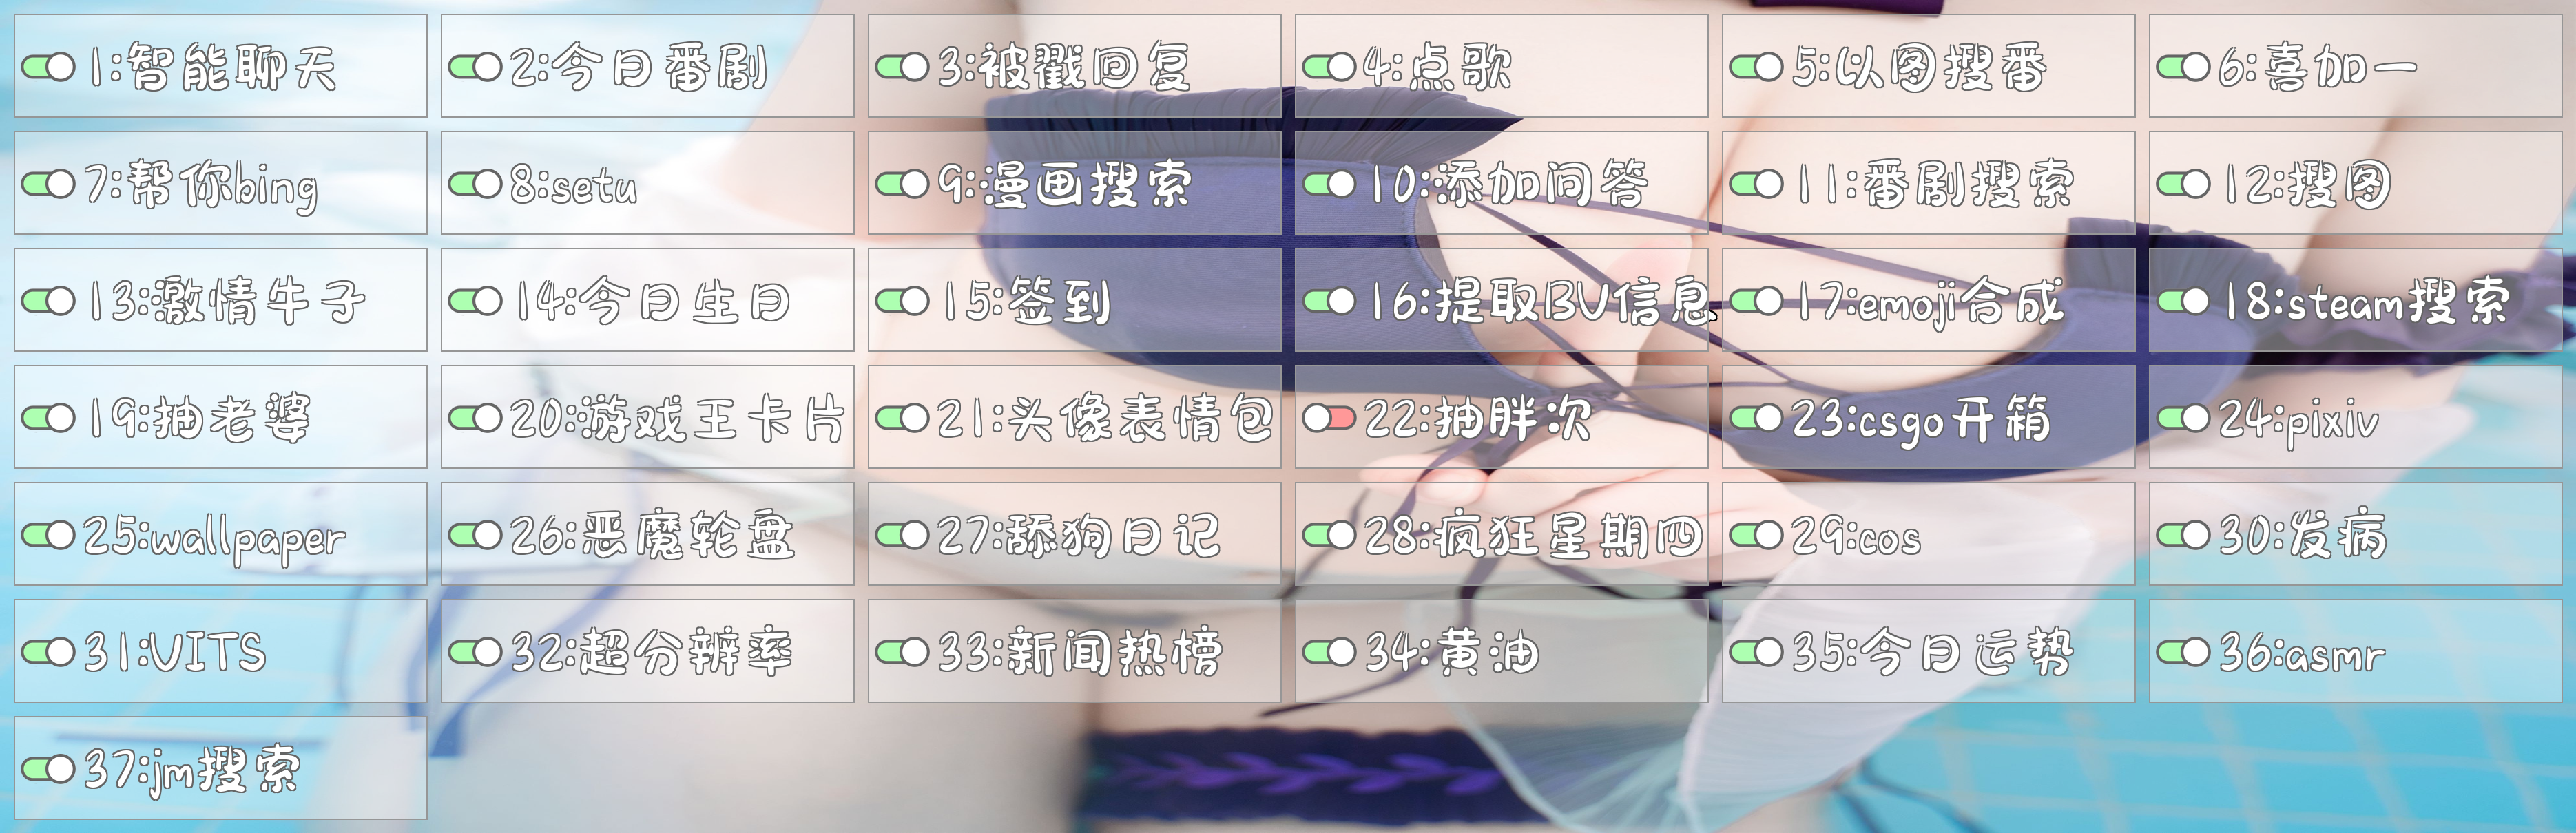 1:智能聊天
2:今日番剧
3:被戳回复
4:点歌
5:以图搜番
6:喜加一
7:帮你bing
8:setu
9:漫画搜索
10:添加问答
11:番剧搜索
12:搜图
13:激情牛子
14:今日生日
15:签到
16:提取BV信息
17:emoji合成
18:steam搜索
19:抽老婆
20:游戏王卡片
21:头像表情包
22:抽胖次
23:csgo开箱
24:pixiv
25:wallpaper
26:恶魔轮盘
27:舔狗日记
28:疯狂星期四
29:cos
30:发病
31:VITS
32:超分辨率
33:新闻热榜
34:黄油
35:今日运势
36:asmr
37:jm搜索